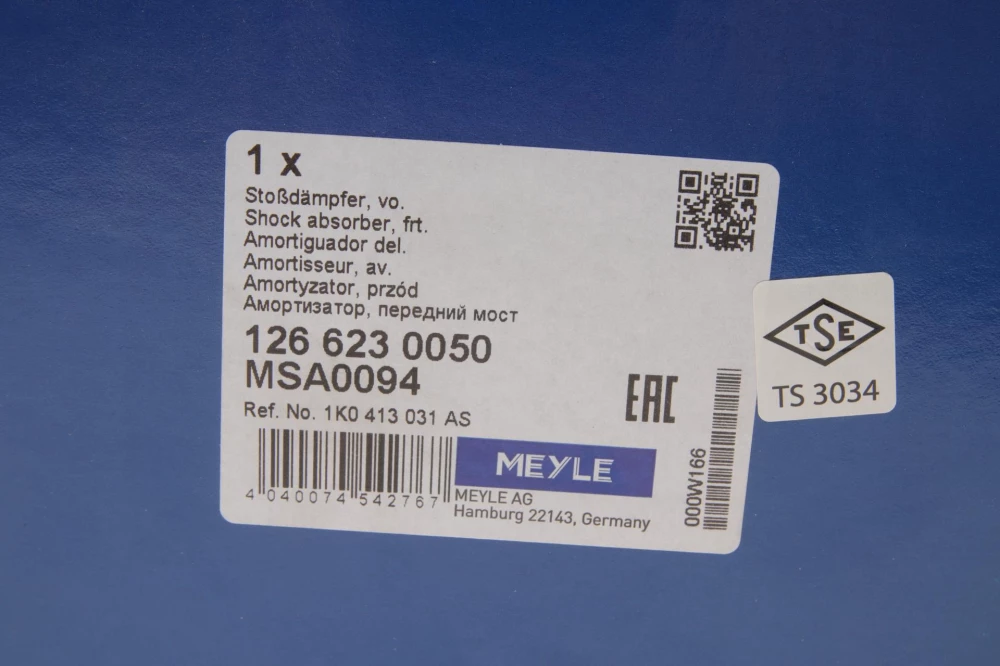 1 x
Stoßdämpfer, vo.
Shock absorber, frt.
Amortiguador del.
Amortisseur, av.
Amortyzator, przód
Амортизатор, передний мост
126 623 0050
MSA0094
Ref. No. 1K0 413 031 AS
EAC
MEYLE
4 040074 542767
MEYLE AG
Hamburg 22143, Germany
000W166
TSE
TS 3034